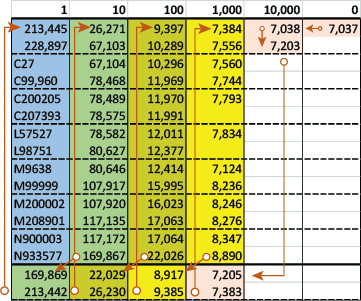 1 10 100 1,000 10,000 0
213,445 26,271 9,397 7,384 7,038 7,037
228,897 67,103 10,289 7,556 7,203
C27 67,104 10,296 7,560
C99,960 78,468 11,969 7,744
C200205 78,489 11,970 7,793
C207393 78,575 11,991
L57527 78,582 12,011 7,834
L98751 80,627 12,377
M9638 80,646 12,414 7,124
M99999 107,917 15,995 8,236
M200002 107,920 16,023 8,246
M208901 117,135 17,063 8,276
N900003 117,172 17,064 8,347
N933577 169,867 22,026 8,890
169,869 22,029 8,917 7,205
213,442 26,230 9,385 7,383